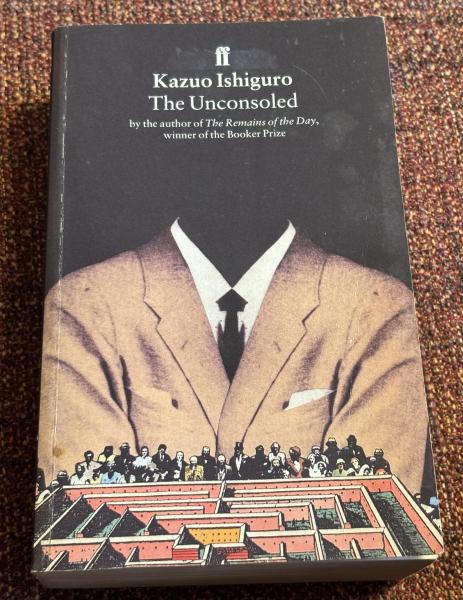 ff
Kazuo Ishiguro
The Unconsoled
by the author of The Remains of the Day,
winner of the Booker Prize